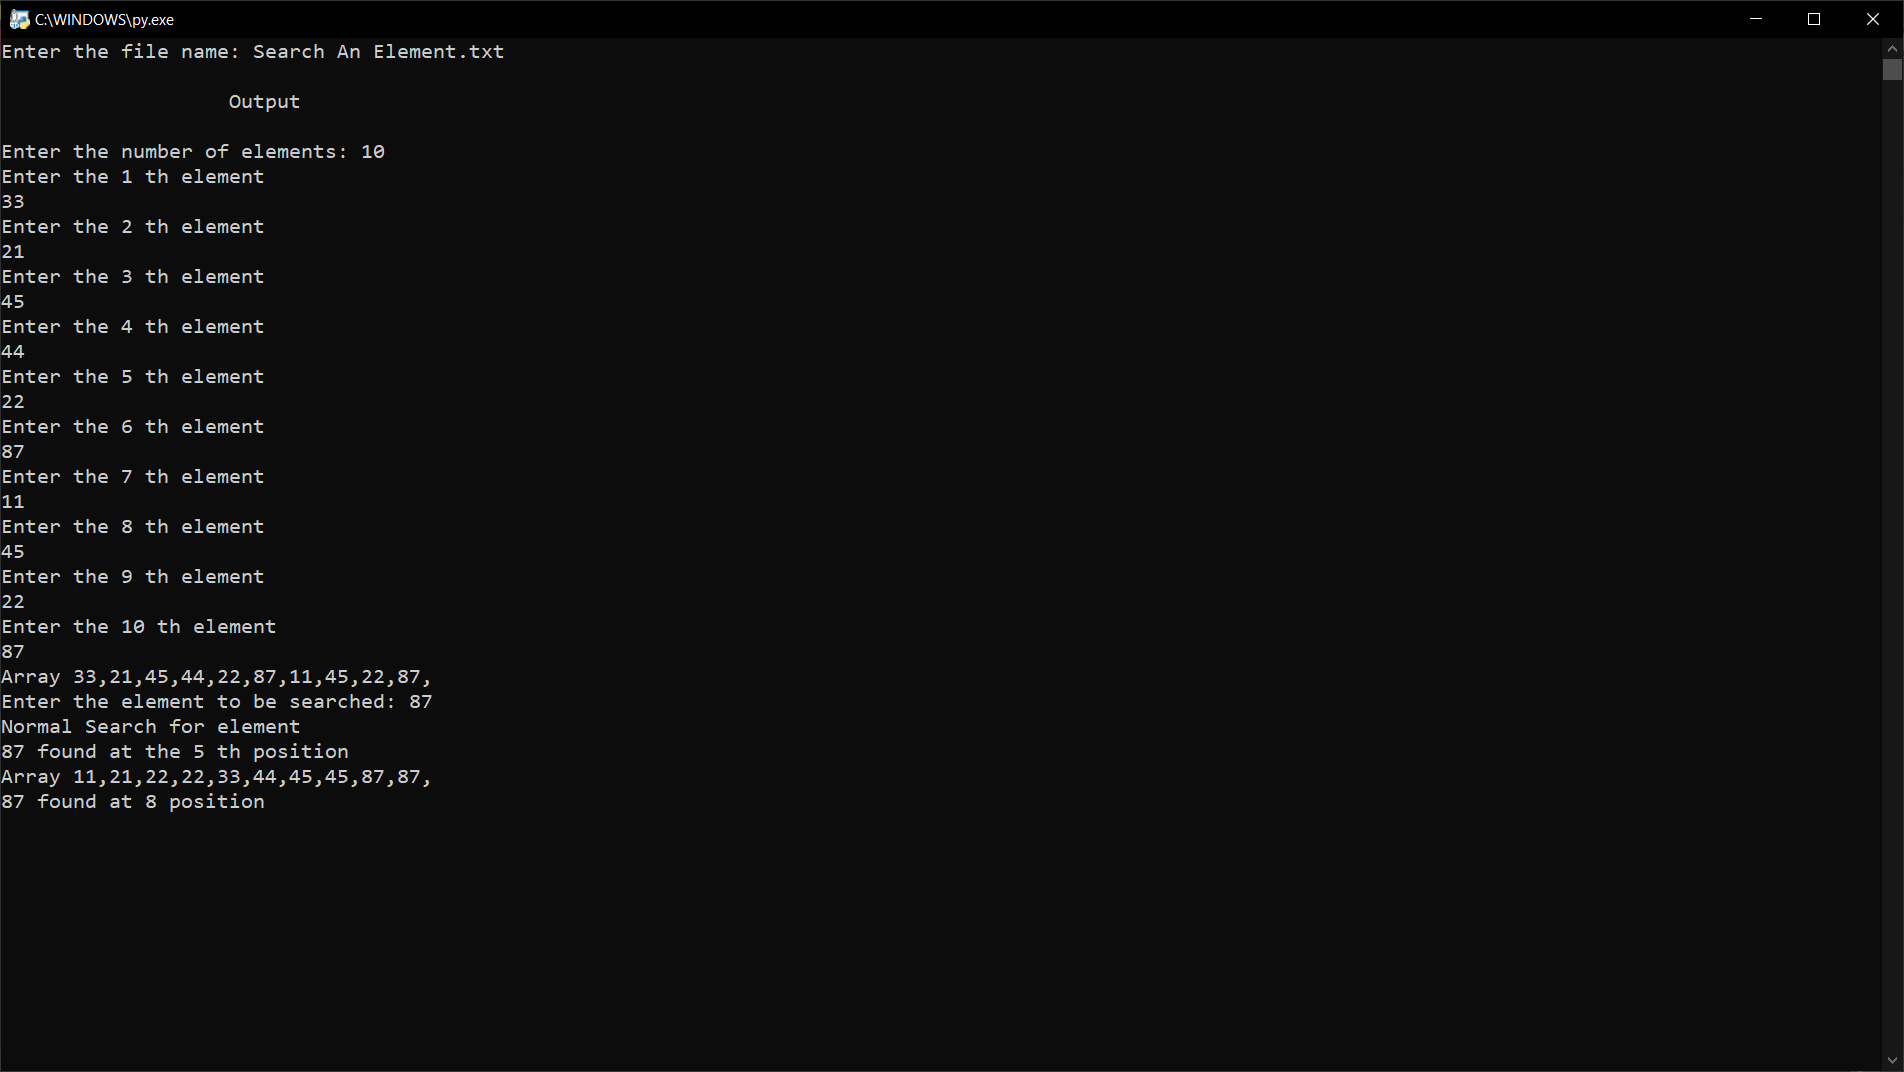 C:\WINDOWS\py.exe
Enter the file name: Search An Element.txt
Output
Enter the number of elements: 10
Enter the 1 th element
33
Enter the 2 th element
21
Enter the 3 th element
45
Enter the 4 th element
44
Enter the 5 th element
22
Enter the 6 th element
87
Enter the 7 th element
11
Enter the 8 th element
45
Enter the 9 th element
22
Enter the 10 th element
87
Array 33,21,45,44,22,87,11,45,22,87,
Enter the element to be searched: 87
Normal Search for element
87 found at the 5 th position
Array 11,21,22,22,33,44,45,45,87,87,
87 found at 8 position